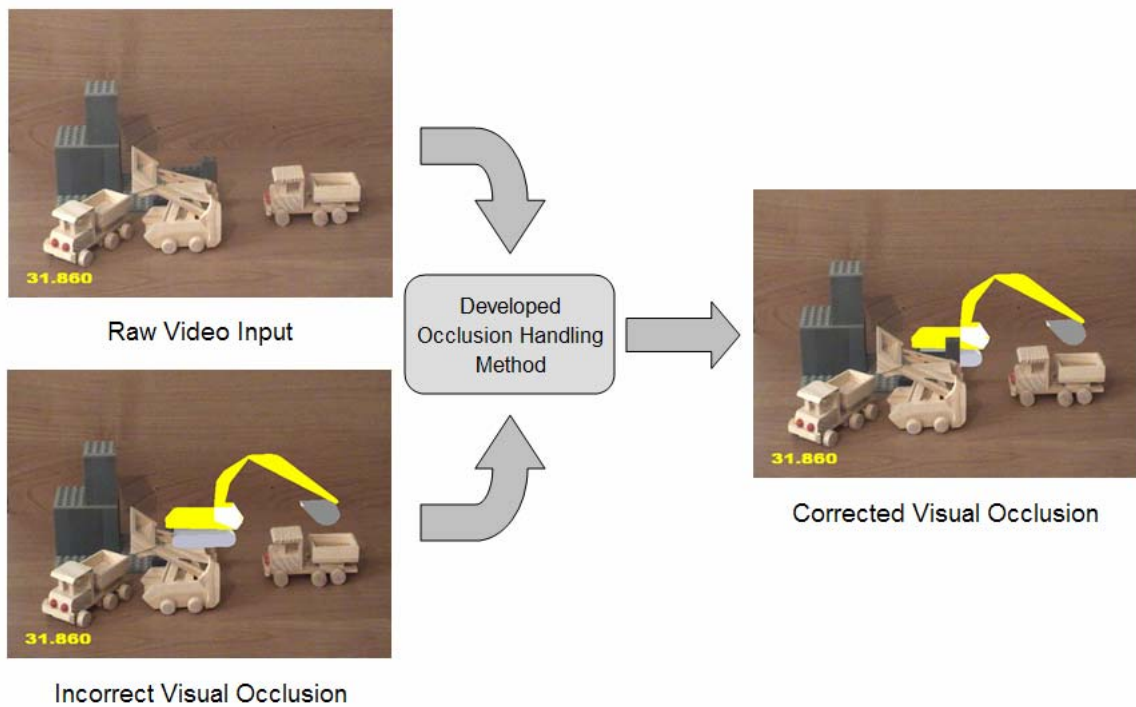 31.860
Raw Video Input
Developed
Occlusion Handling
Method
31.860
Incorrect Visual Occlusion
31.860
Corrected Visual Occlusion